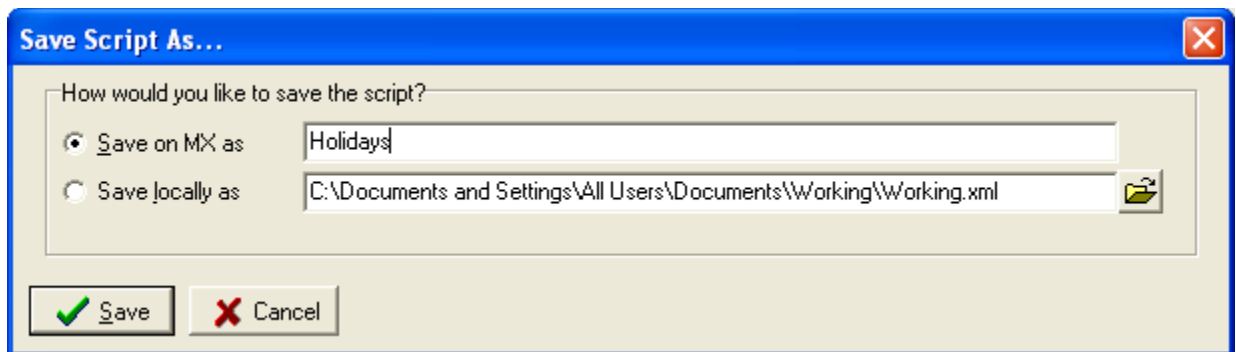 Save Script As...
How would you like to save the script?
Save on MX as
Holidays
Save locally as
C:\Documents and Settings\All Users\Documents\Working\Working.xml
Save
Cancel